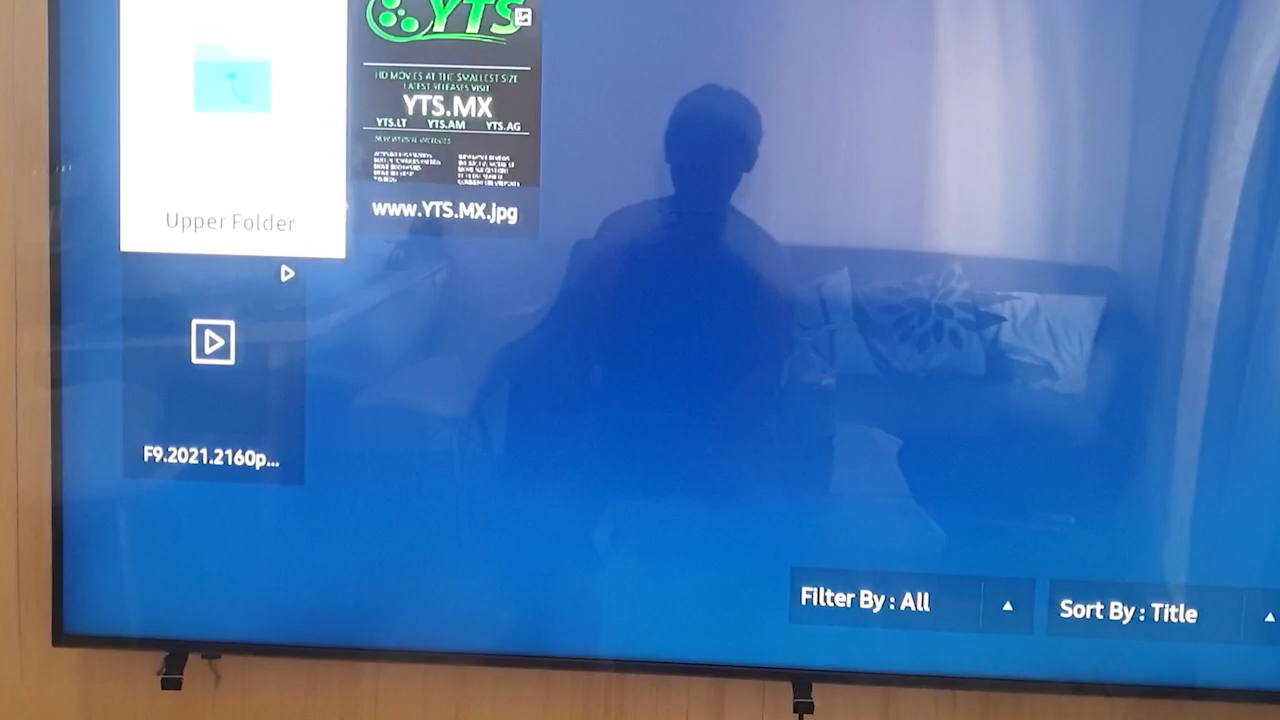 YTS
HD MOVIES AT THE SMALLEST SIZE
LATEST RELEASES VISIT
YTS.MX
YTS.LT YTS.AM YTS.AG
Upper Folder
www.YTS.MX.jpg
F9.2021.2160p...
Filter By : All
Sort By : Title